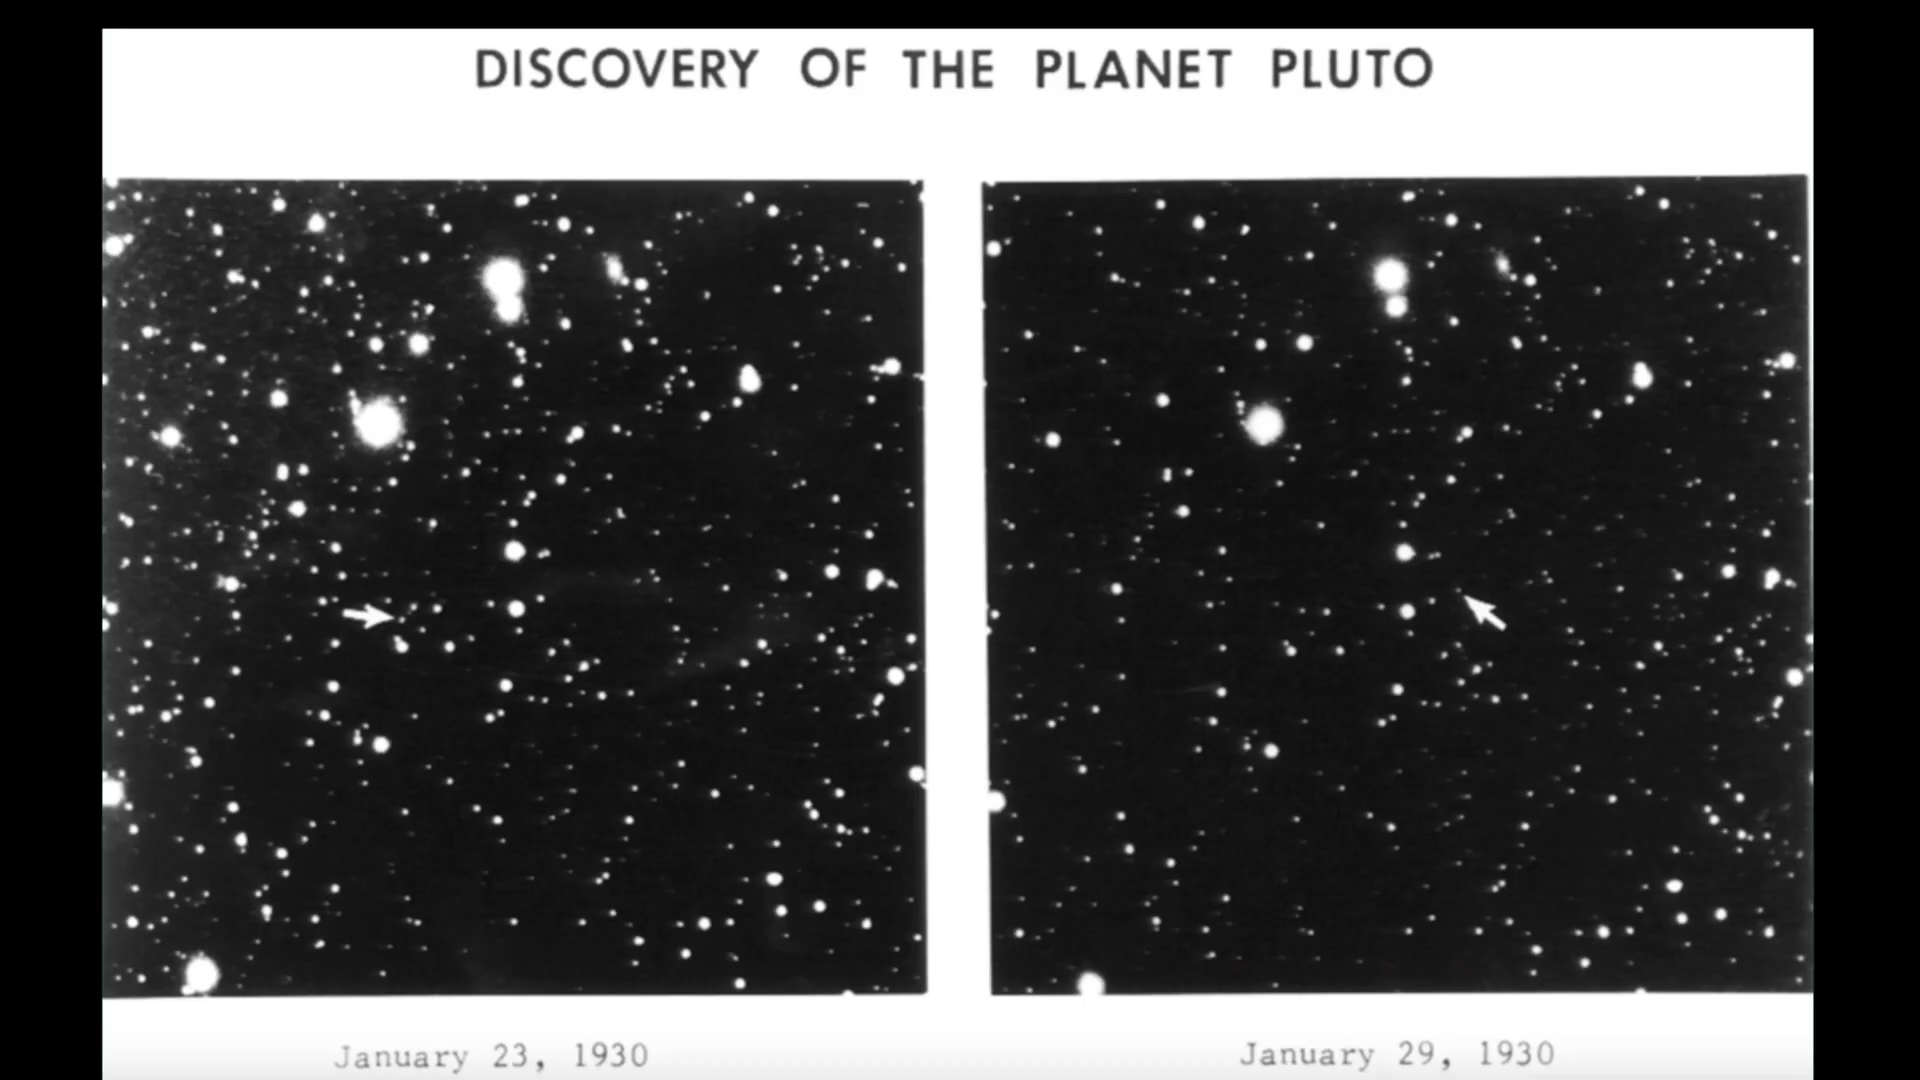 DISCOVERY OF THE PLANET PLUTO
January 23, 1930
January 29, 1930